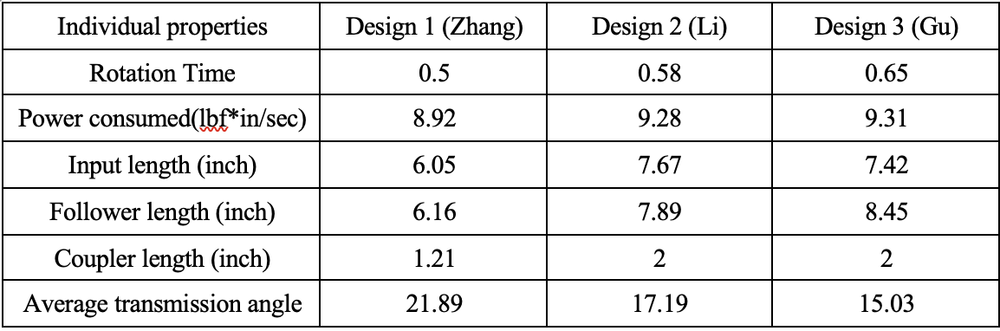 Individual properties Design 1 (Zhang) Design 2 (Li) Design 3 (Gu)
Rotation Time 0.5 0.58 0.65
Power consumed(lbf*in/sec) 8.92 9.28 9.31
Input length (inch) 6.05 7.67 7.42
Follower length (inch) 6.16 7.89 8.45
Coupler length (inch) 1.21 2 2
Average transmission angle 21.89 17.19 15.03